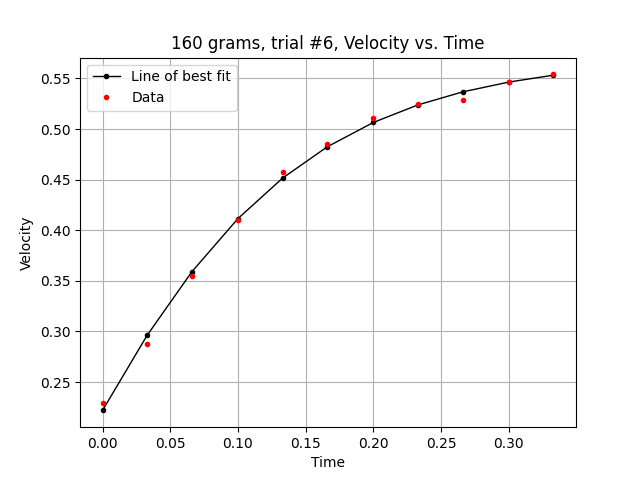 160 grams, trial #6, Velocity vs. Time
Line of best fit
Data
0.55
0.50
0.45
0.40
0.35
0.30
0.25
Velocity
0.00 0.05 0.10 0.15 0.20 0.25 0.30
Time